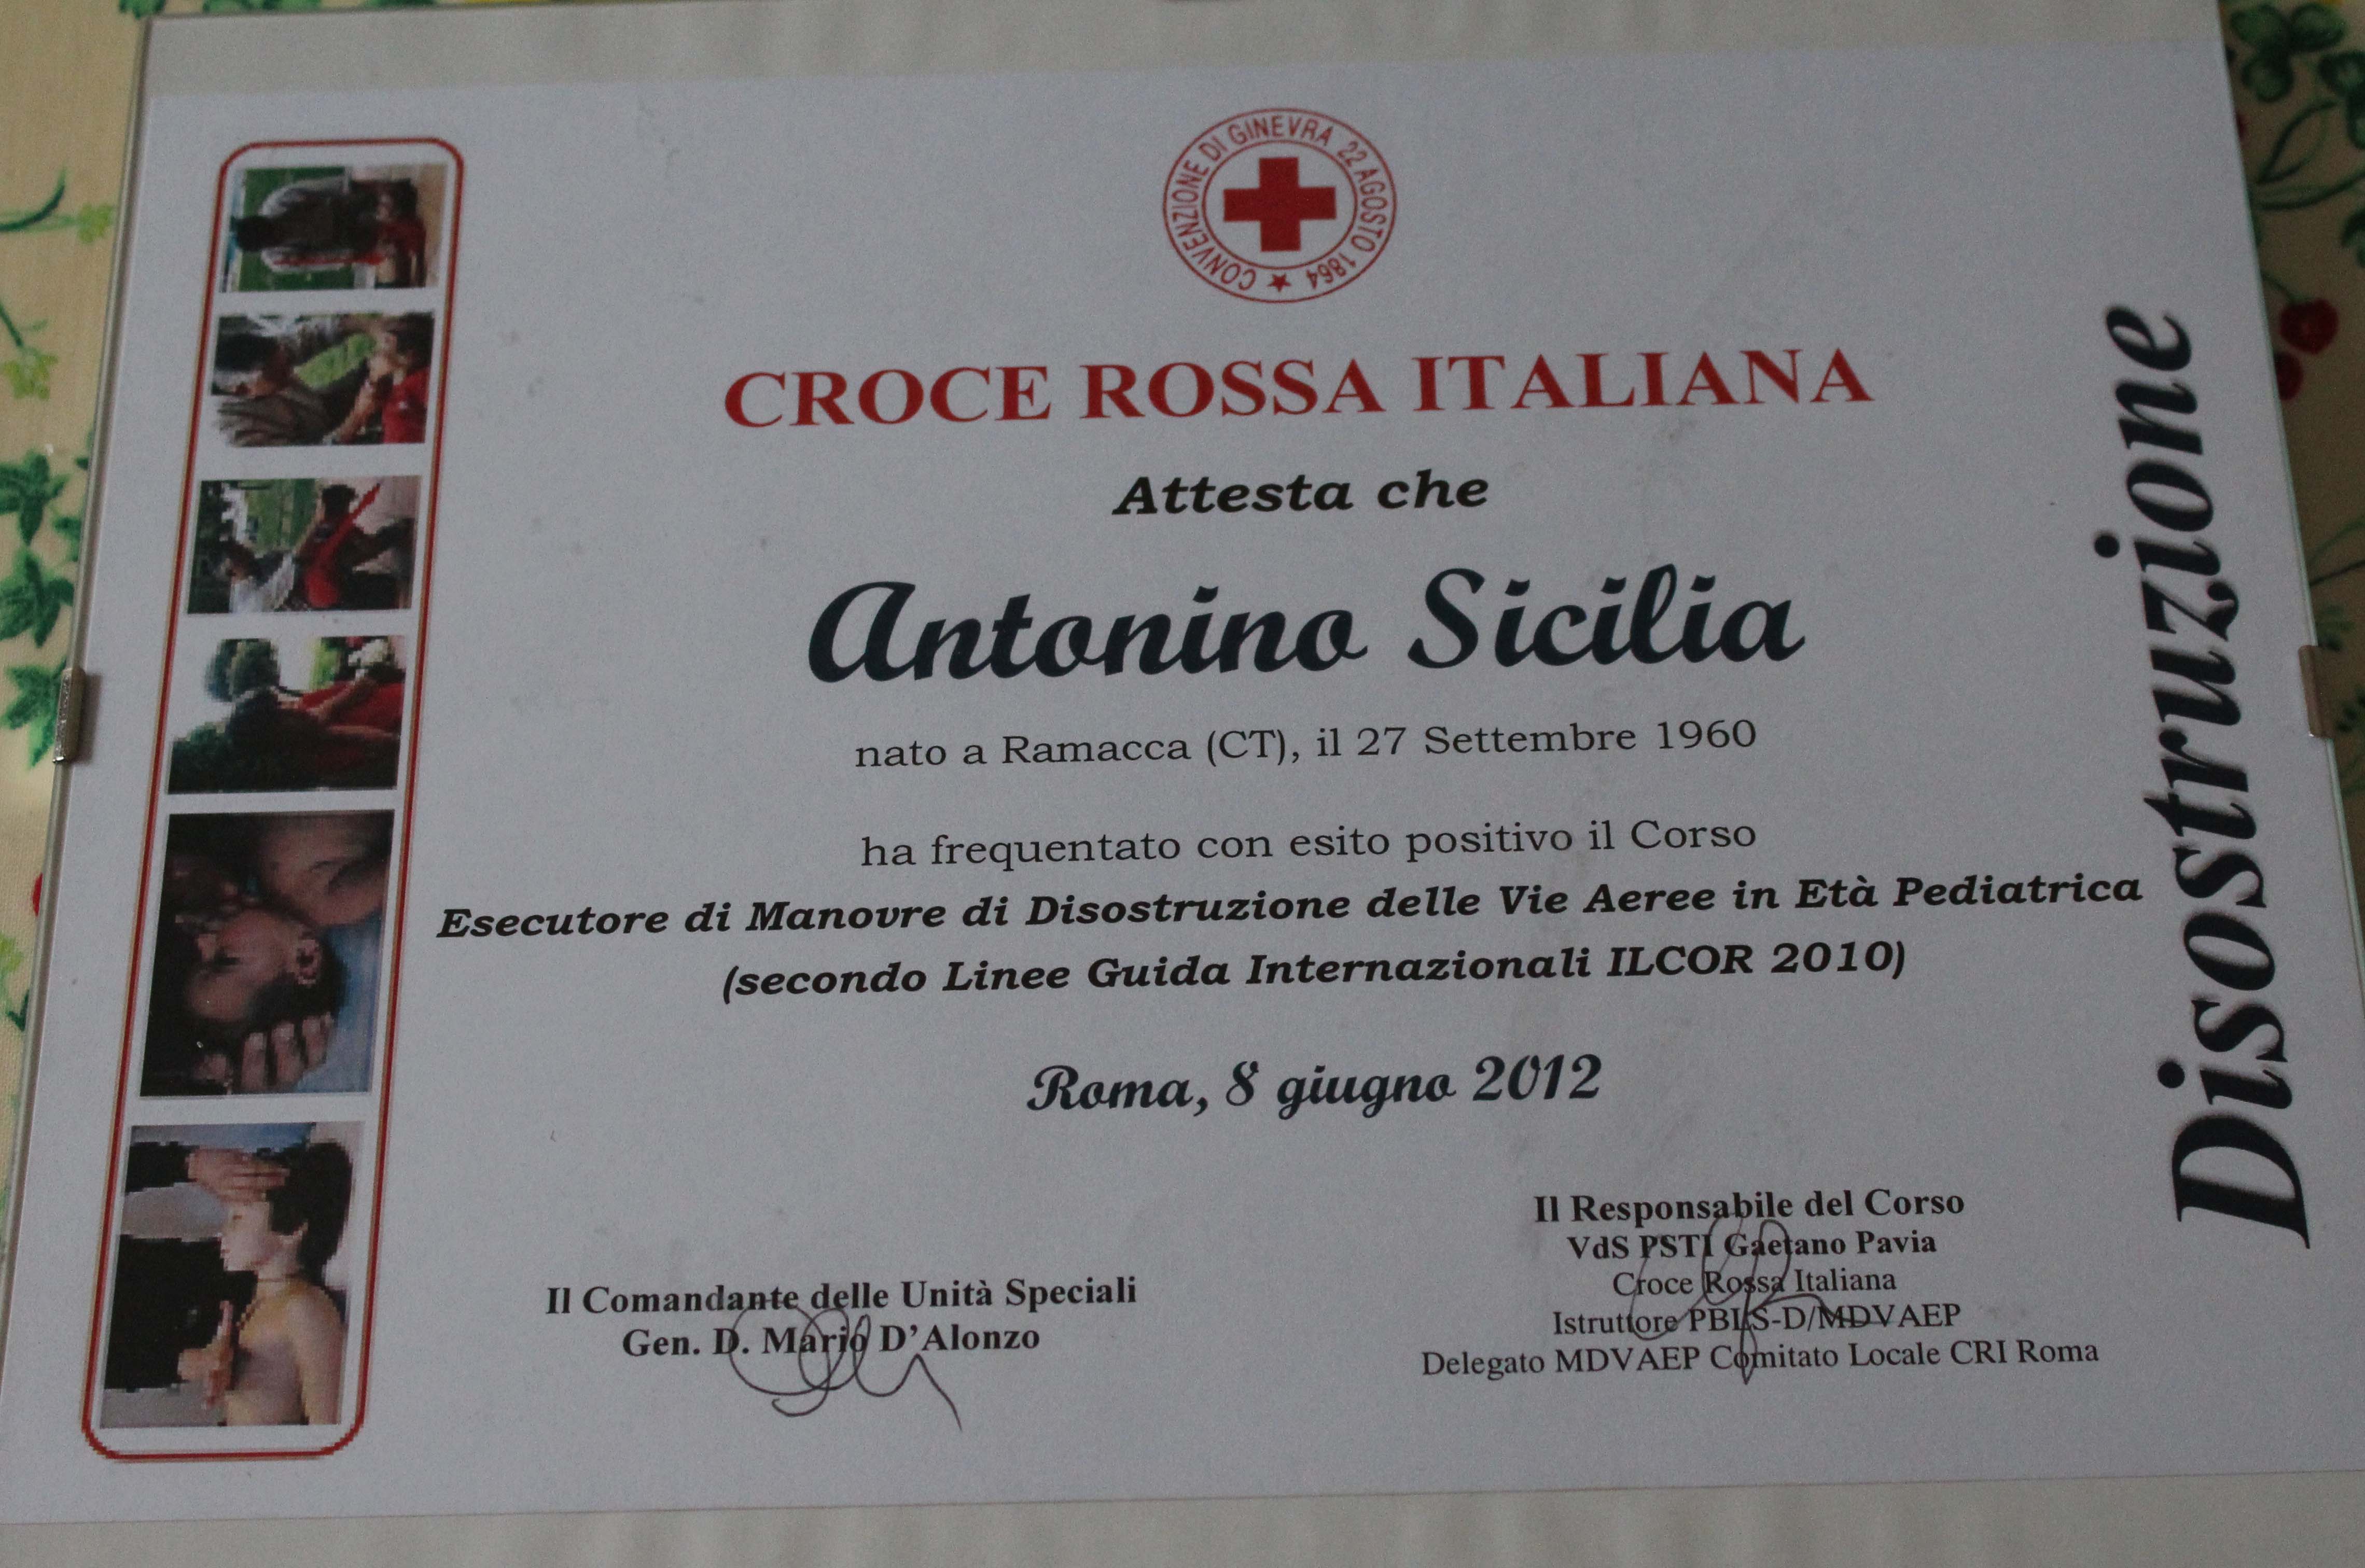 CONVENZIONE DI GINEVRA 22 AGOSTO 1864
CROCE ROSSA ITALIANA
Attesta che
Antonino Sicilia
nato a Ramacca (CT), il 27 Settembre 1960
ha frequentato con esito positivo il Corso
Esecutore di Manovre di Disostruzione delle Vie Aeree in Età Pediatrica
(secondo Linee Guida Internazionali ILCOR 2010)
Roma, 8 giugno 2012
Il Comandante delle Unità Speciali
Gen. D. Mario D'Alonzo
Il Responsabile del Corso
VdS PSTI Gaetano Pavia
Croce Rossa Italiana
Istruttore PBLS-D/MDVAEP
Delegato MDVAEP Comitato Locale CRI Roma
Disostruzione